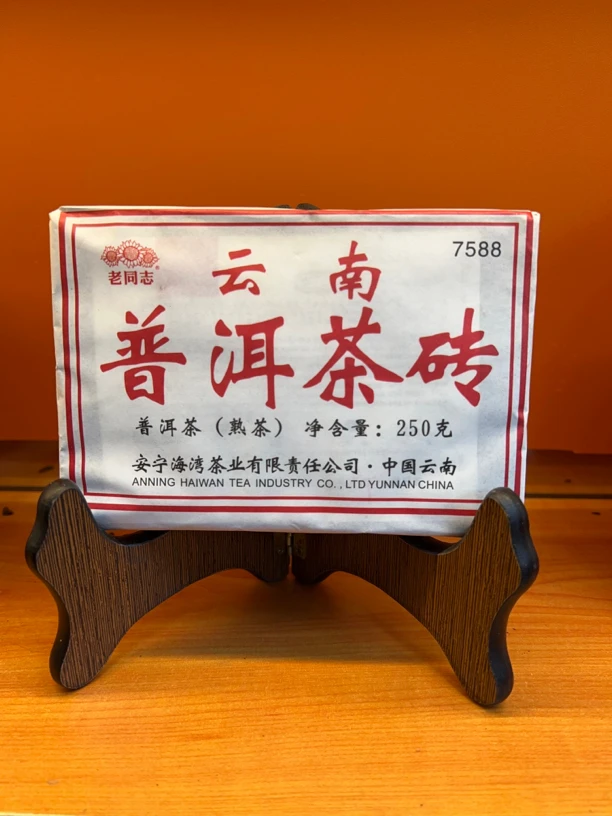 老同志
7588
云南
普洱茶砖
普洱茶（熟茶） 净含量：250克
安宁海湾茶业有限责任公司·中国云南
ANNING HAIWAN TEA INDUSTRY CO.,LTD YUNNAN CHINA